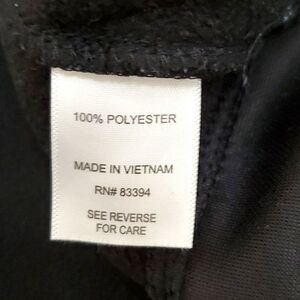 100% POLYESTER
MADE IN VIETNAM
RN# 83394
SEE REVERSE
FOR CARE